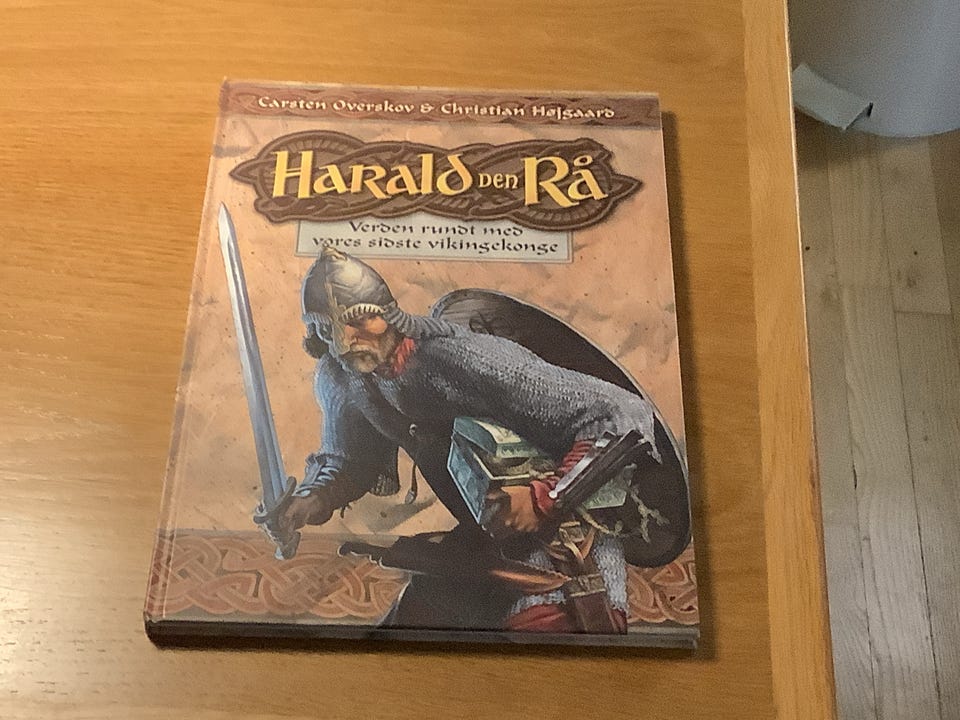 Carsten Overskov & Christian Højgaard
Harald den Rå
Verden rundt med
vores sidste vikingekonge